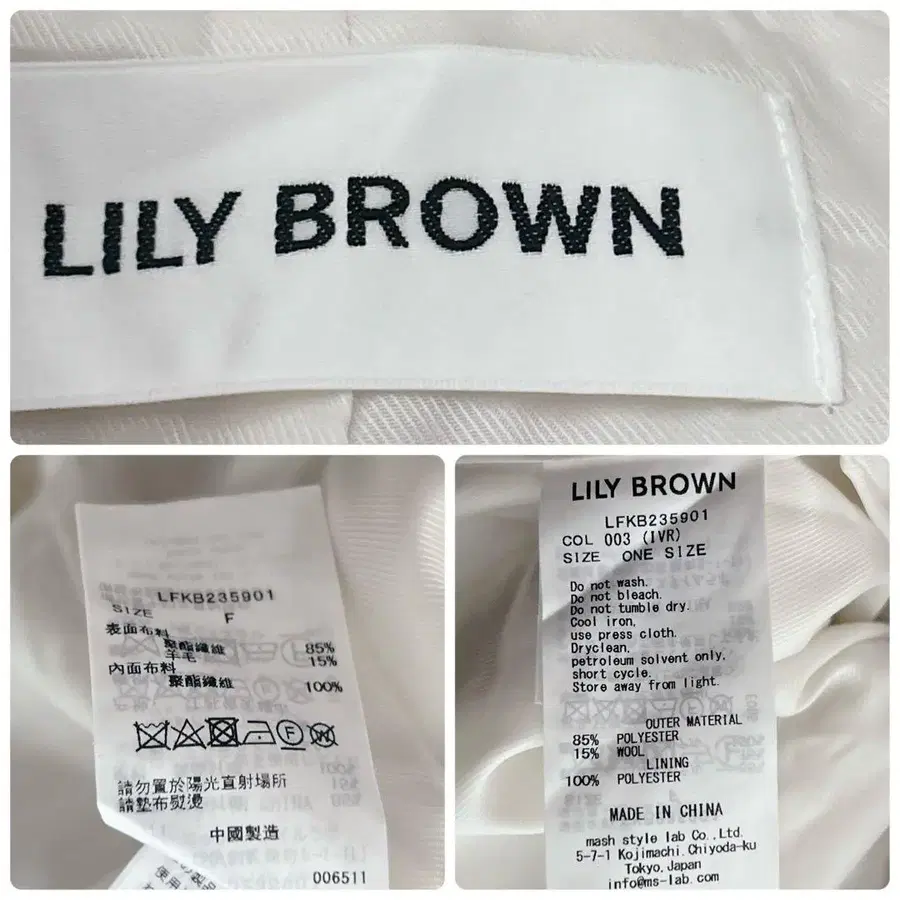 LILY BROWN
LFKB235901
SIZE F
表面布料
聚酯纖維 85%
羊毛 15%
內面布料
聚酯纖維 100%
請勿置於陽光直射場所
請墊布熨燙
中國製造
006511
LILY BROWN
LFKB235901
COL 003 (IVR)
SIZE ONE SIZE
Do not wash.
Do not bleach.
Do not tumble dry.
Cool iron,
use press cloth.
Dryclean,
petroleum solvent only,
short cycle.
Store away from light.
OUTER MATERIAL
85% POLYESTER
15% WOOL
LINING
100% POLYESTER
MADE IN CHINA
mash style lab Co., Ltd.
5-7-1 Kojimachi, Chiyoda-ku
Tokyo, Japan
info@ms-lab.com